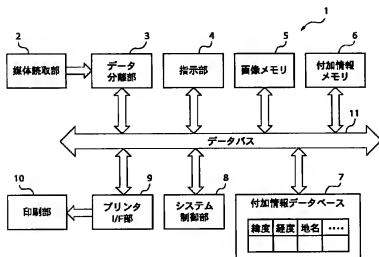 1
2
3
4
5
6
媒体読取部
データ
分離部
指示部
画像メモリ
付加情報
メモリ
11
データバス
10
9
8
7
印刷部
プリンタ
I/F部
システム
制御部
付加情報データベース
緯度 経度 地名 ····